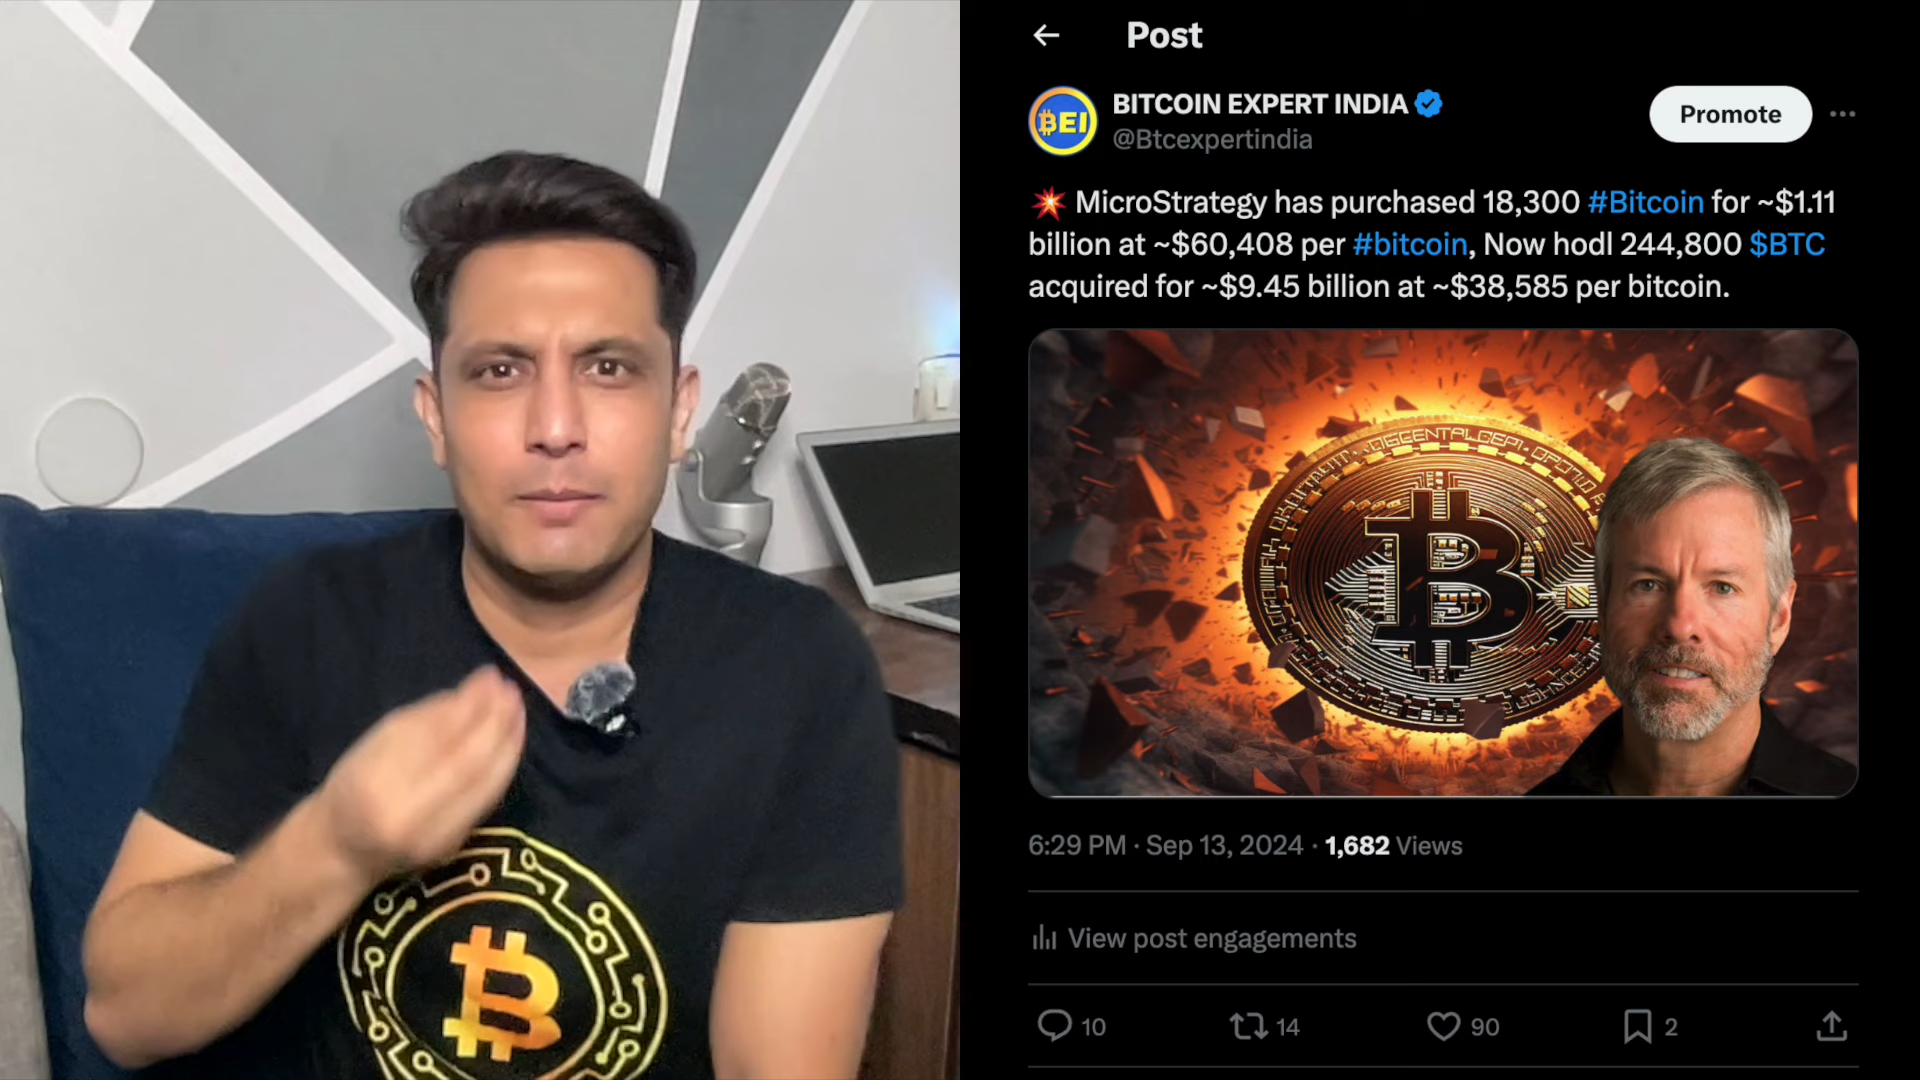 Post
BEI
BITCOIN EXPERT INDIA
@Btcexpertindia
Promote
💥 MicroStrategy has purchased 18,300 #Bitcoin for ~$1.11
billion at ~$60,408 per #bitcoin, Now hodl 244,800 $BTC
acquired for ~$9.45 billion at ~$38,585 per bitcoin.
6:29 PM · Sep 13, 2024 · 1,682 Views
View post engagements
10 14 90 2